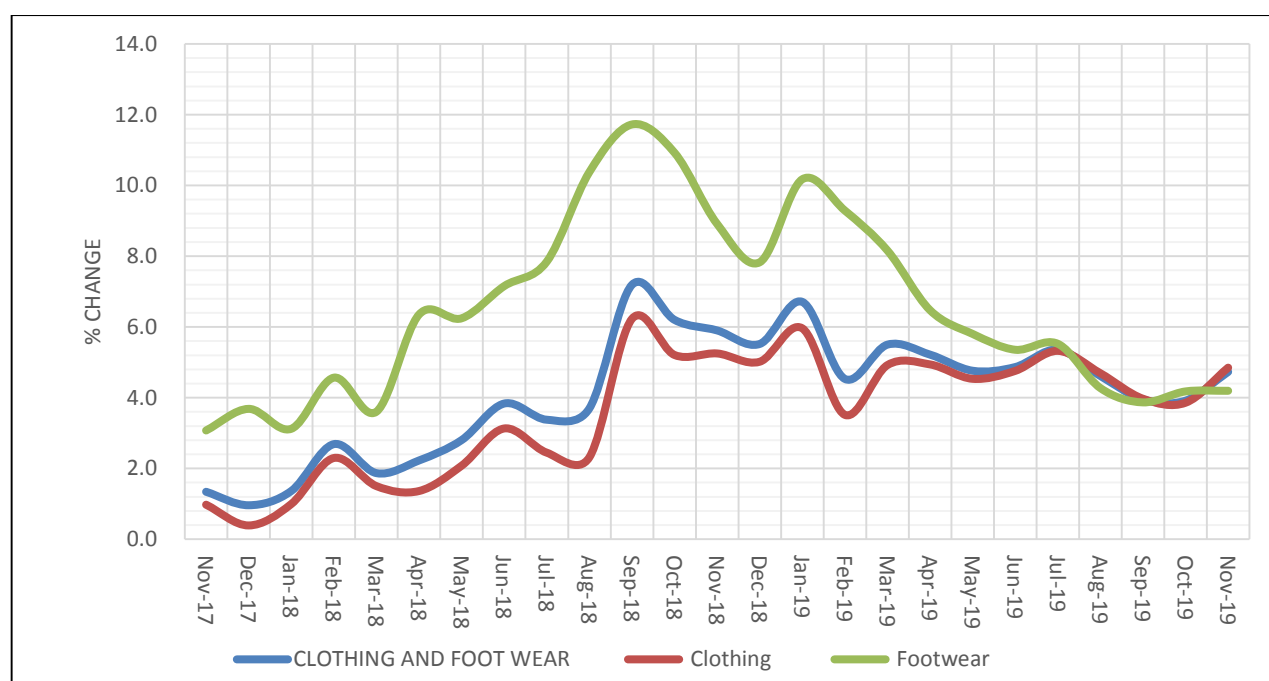 14.0
12.0
10.0
8.0
6.0
4.0
2.0
0.0
% CHANGE
Nov-17
Dec-17
Jan-18
Feb-18
Mar-18
Apr-18
May-18
Jun-18
Jul-18
Aug-18
Sep-18
Oct-18
Nov-18
Dec-18
Jan-19
Feb-19
Mar-19
Apr-19
May-19
Jun-19
Jul-19
Aug-19
Sep-19
Oct-19
Nov-19
CLOTHING AND FOOT WEAR Clothing Footwear